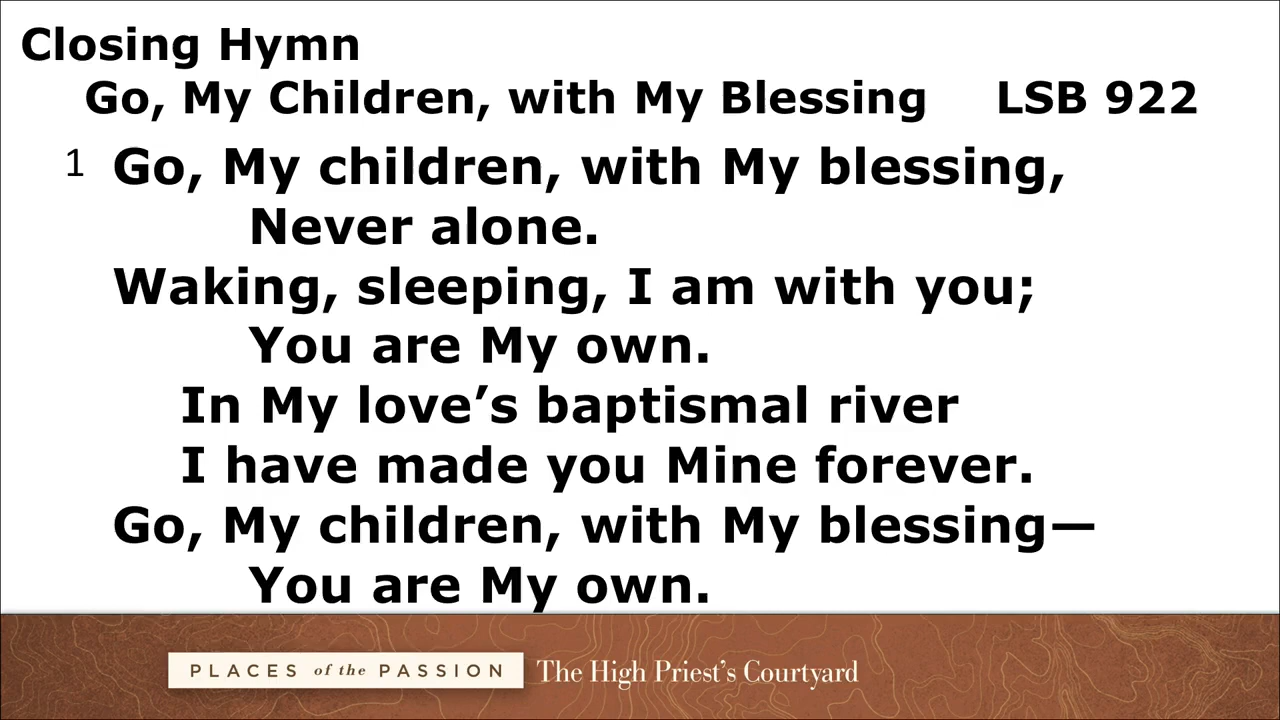 Closing Hymn
Go, My Children, with My Blessing LSB 922
1 Go, My children, with My blessing,
Never alone.
Waking, sleeping, I am with you;
You are My own.
In My love’s baptismal river
I have made you Mine forever.
Go, My children, with My blessing—
You are My own.
PLACES of the PASSION The High Priest’s Courtyard